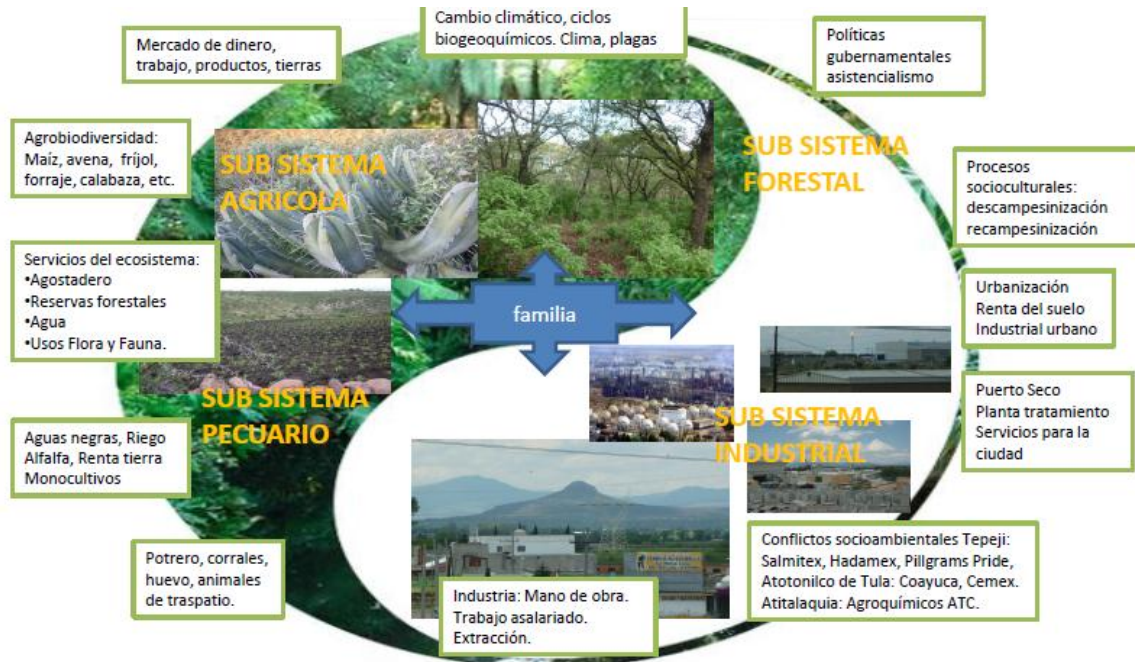 Cambio climático, ciclos
biogeoquímicos. Clima, plagas
Mercado de dinero,
trabajo, productos, tierras
Políticas
gubernamentales
asistencialismo
Agrobiodiversidad:
Maíz, avena, fríjol,
forraje, calabaza, etc.
SUB SISTEMA
AGRICOLA
SUB SISTEMA
FORESTAL
Procesos
socioculturales:
descampesinización
recampesinización
Servicios del ecosistema:
•Agostadero
•Reservas forestales
•Agua
•Usos Flora y Fauna.
familia
Urbanización
Renta del suelo
Industrial urbano
SUB SISTEMA
PECUARIO
SUB SISTEMA
INDUSTRIAL
Puerto Seco
Planta tratamiento
Servicios para la
ciudad
Aguas negras, Riego
Alfalfa, Renta tierra
Monocultivos
Potrero, corrales,
huevo, animales
de traspatio.
Industria: Mano de obra.
Trabajo asalariado.
Extracción.
Conflictos socioambientales Tepeji:
Salmitex, Hadamex, Pillgrams Pride,
Atotonilco de Tula: Coayuca, Cemex.
Atitalaquia: Agroquímicos ATC.